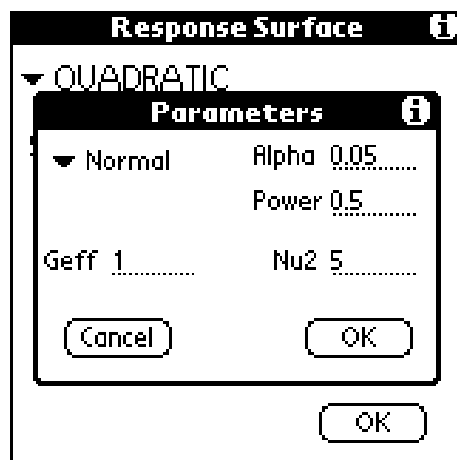 Response Surface i
QUADRATIC
Parameters i
Normal Alpha 0.05
Power 0.5
Geff 1 Nu2 5
Cancel OK
OK